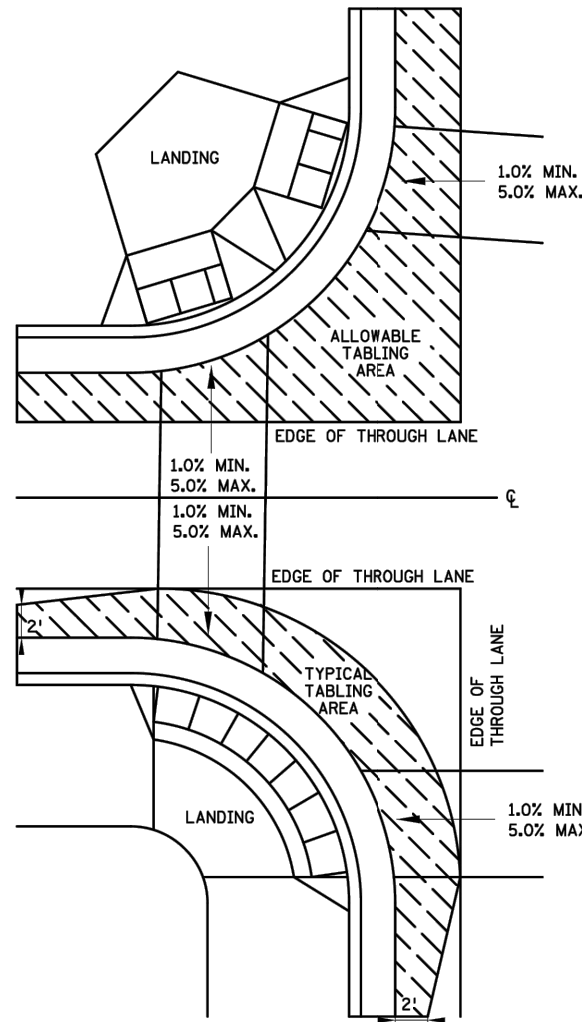 LANDING
1.0% MIN.
5.0% MAX.
ALLOWABLE
TABLING
AREA
EDGE OF THROUGH LANE
1.0% MIN.
5.0% MAX.
℄
1.0% MIN.
5.0% MAX.
EDGE OF THROUGH LANE
2'
TYPICAL
TABLING
AREA
EDGE OF
THROUGH LANE
LANDING
1.0% MIN
5.0% MAX
2'